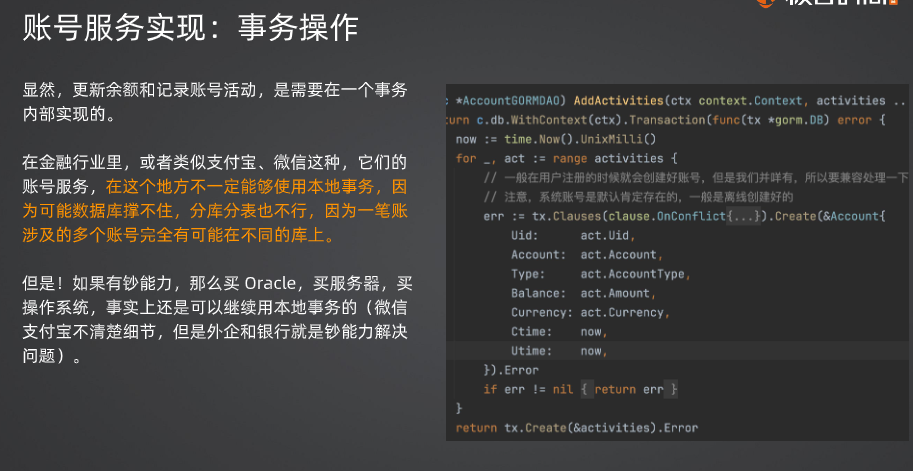 账号服务实现：事务操作
显然，更新余额和记录账号活动，是需要在一个事务
内部实现的。
在金融行业里，或者类似支付宝、微信这种，它们的
账号服务，在这个地方不一定能够使用本地事务，因
为可能数据库撑不住，分库分表也不行，因为一笔账
涉及的多个账号完全有可能在不同的库上。
但是！如果有钞能力，那么买 Oracle，买服务器，买
操作系统，事实上还是可以继续用本地事务的（微信
支付宝不清楚细节，但是外企和银行就是钞能力解决
问题）。
*AccountGORMDAO) AddActivities(ctx context.Context, activities ..
urn c.db.WithContext(ctx).Transaction(func(tx *gorm.DB) error {
now := time.Now().UnixMilli()
for _, act := range activities {
// 一般在用户注册的时候就会创建好账号，但是我们并咩有，所以要兼容处理一下
// 注意，系统账号是默认肯定存在的，一般是离线创建好的
err := tx.Clauses(clause.OnConflict{...}).Create(&Account{
Uid: act.Uid,
Account: act.Account,
Type: act.AccountType,
Balance: act.Amount,
Currency: act.Currency,
Ctime: now,
Utime: now,
}).Error
if err != nil { return err }
}
return tx.Create(&activities).Error